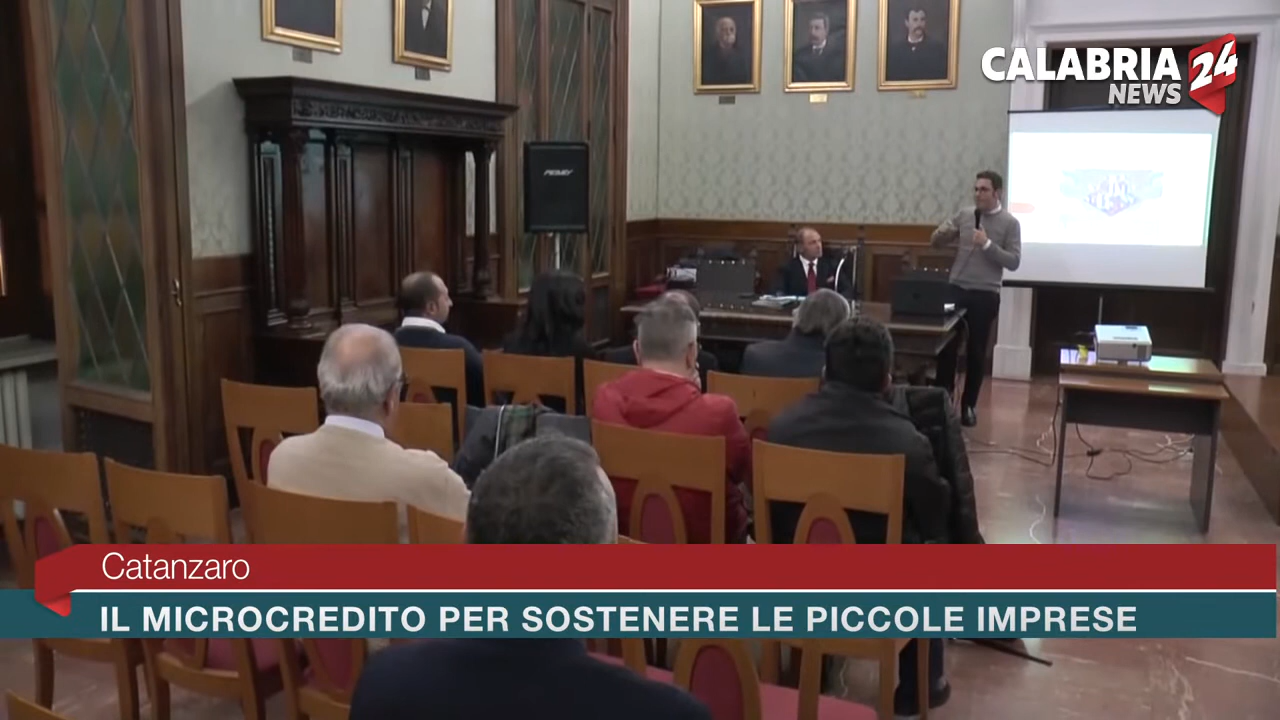 CALABRIA 24
NEWS
PEAVEY
Catanzaro
IL MICROCREDITO PER SOSTENERE LE PICCOLE IMPRESE